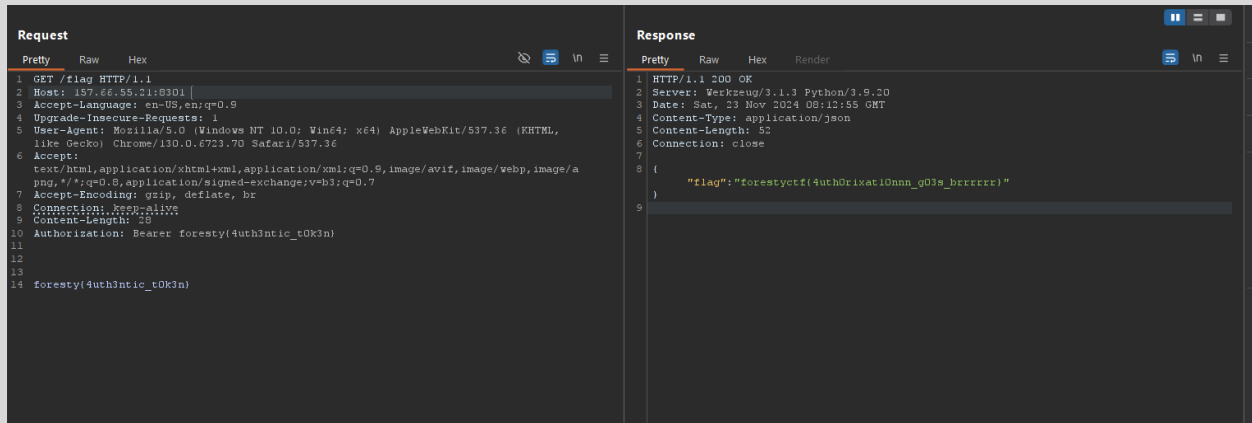 Request
Pretty Raw Hex
\n
1 GET /flag HTTP/1.1
2 Host: 157.66.55.21:8301
3 Accept-Language: en-US,en;q=0.9
4 Upgrade-Insecure-Requests: 1
5 User-Agent: Mozilla/5.0 (Windows NT 10.0; Win64; x64) AppleWebKit/537.36 (KHTML,
like Gecko) Chrome/130.0.6723.70 Safari/537.36
6 Accept:
text/html,application/xhtml+xml,application/xml;q=0.9,image/avif,image/webp,image/a
png,*/*;q=0.8,application/signed-exchange;v=b3;q=0.7
7 Accept-Encoding: gzip, deflate, br
8 Connection: keep-alive
9 Content-Length: 28
10 Authorization: Bearer foresty{4uth3ntic_t0k3n}
11
12
13
14 foresty{4uth3ntic_t0k3n}
Response
Pretty Raw Hex Render
\n
1 HTTP/1.1 200 OK
2 Server: Werkzeug/3.1.3 Python/3.9.20
3 Date: Sat, 23 Nov 2024 08:12:55 GMT
4 Content-Type: application/json
5 Content-Length: 52
6 Connection: close
7
8 {
"flag":"forestyctf{4uth0rixati0nnn_g03s_brrrrrr}"
}
9